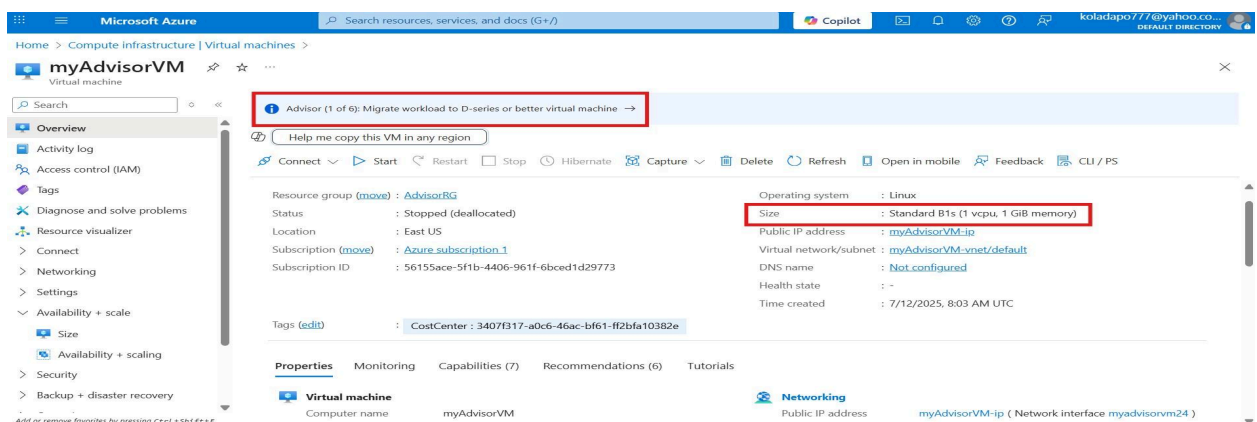 Microsoft Azure
Search resources, services, and docs (G+/)
Copilot
koladapo777@yahoo.co...
DEFAULT DIRECTORY
Home > Compute infrastructure | Virtual machines >
myAdvisorVM
Virtual machine
Search
Overview
Activity log
Access control (IAM)
Tags
Diagnose and solve problems
Resource visualizer
Connect
Networking
Settings
Availability + scale
Size
Availability + scaling
Security
Backup + disaster recovery
Add or remove favorites by pressing Ctrl+Shift+F
Advisor (1 of 6): Migrate workload to D-series or better virtual machine →
Help me copy this VM in any region
Connect Start Restart Stop Hibernate Capture Delete Refresh Open in mobile Feedback CLI / PS
Resource group (move) : AdvisorRG
Status : Stopped (deallocated)
Location : East US
Subscription (move) : Azure subscription 1
Subscription ID : 56155ace-5f1b-4406-961f-6bced1d29773
Operating system : Linux
Size : Standard B1s (1 vcpu, 1 GiB memory)
Public IP address : myAdvisorVM-ip
Virtual network/subnet : myAdvisorVM-vnet/default
DNS name : Not configured
Health state : -
Time created : 7/12/2025, 8:03 AM UTC
Tags (edit) : CostCenter : 3407f317-a0c6-46ac-bf61-ff2bfa10382e
Properties Monitoring Capabilities (7) Recommendations (6) Tutorials
Virtual machine
Computer name myAdvisorVM
Networking
Public IP address myAdvisorVM-ip ( Network interface myadvisorvm24 )